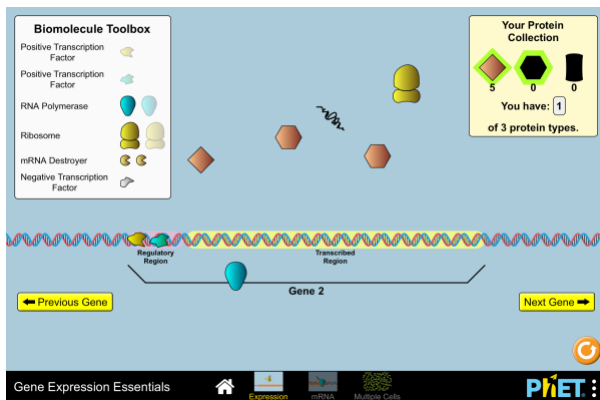 Biomolecule Toolbox
Positive Transcription
Factor
Positive Transcription
Factor
RNA Polymerase
Ribosome
mRNA Destroyer
Negative Transcription
Factor
Your Protein
Collection
5 0 0
You have: 1
of 3 protein types.
Regulatory
Region
Transcribed
Region
Gene 2
Previous Gene
Next Gene
Gene Expression Essentials
Expression
mRNA
Multiple Cells
PhET